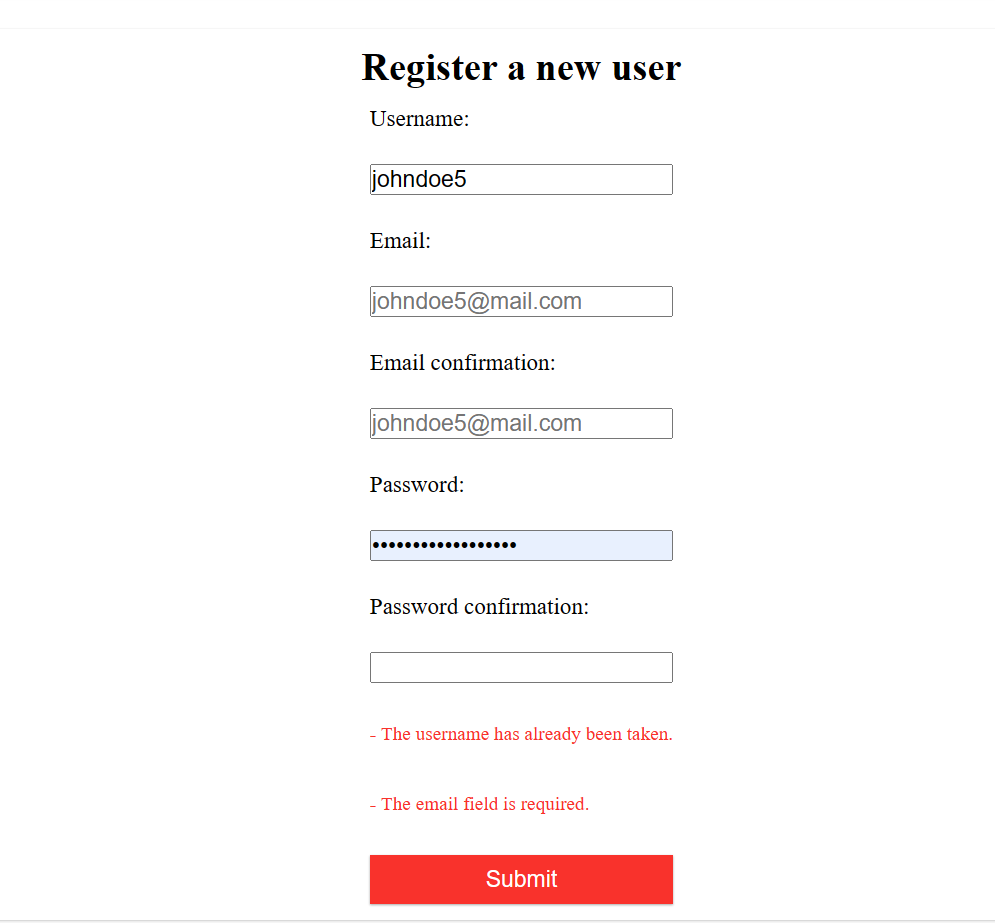 Register a new user
Username:
johndoe5
Email:
johndoe5@mail.com
Email confirmation:
johndoe5@mail.com
Password:
••••••••••••••••••
Password confirmation:
- The username has already been taken.
- The email field is required.
Submit